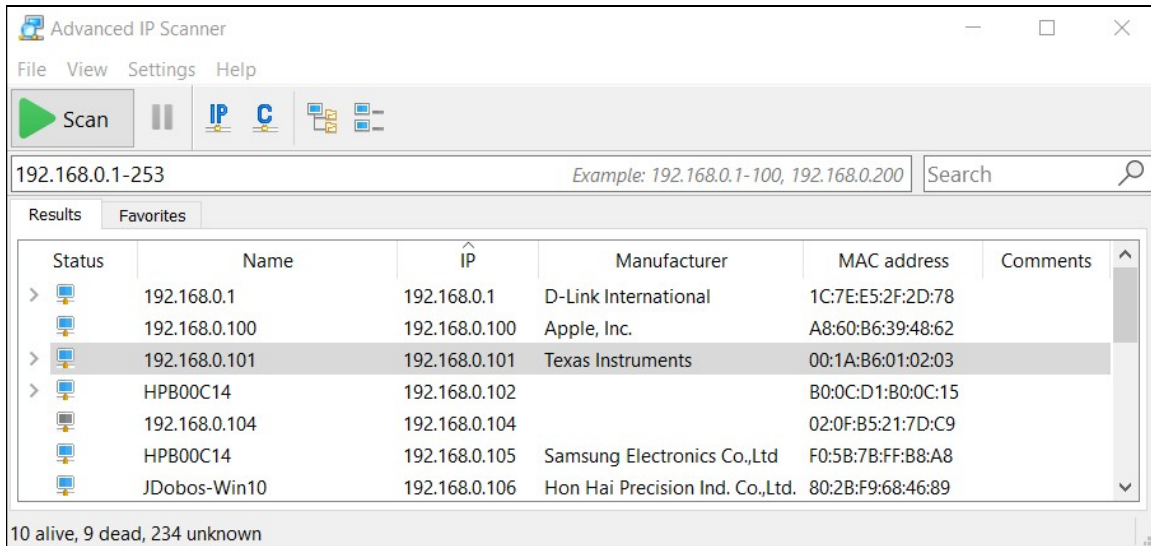 Advanced IP Scanner
File View Settings Help
Scan IP C
192.168.0.1-253 Example: 192.168.0.1-100, 192.168.0.200 Search
Results Favorites
Status Name IP Manufacturer MAC address Comments
192.168.0.1 192.168.0.1 D-Link International 1C:7E:E5:2F:2D:78
192.168.0.100 192.168.0.100 Apple, Inc. A8:60:B6:39:48:62
192.168.0.101 192.168.0.101 Texas Instruments 00:1A:B6:01:02:03
HPB00C14 192.168.0.102 B0:0C:D1:B0:0C:15
192.168.0.104 192.168.0.104 02:0F:B5:21:7D:C9
HPB00C14 192.168.0.105 Samsung Electronics Co.,Ltd F0:5B:7B:FF:B8:A8
JDobos-Win10 192.168.0.106 Hon Hai Precision Ind. Co.,Ltd. 80:2B:F9:68:46:89
10 alive, 9 dead, 234 unknown